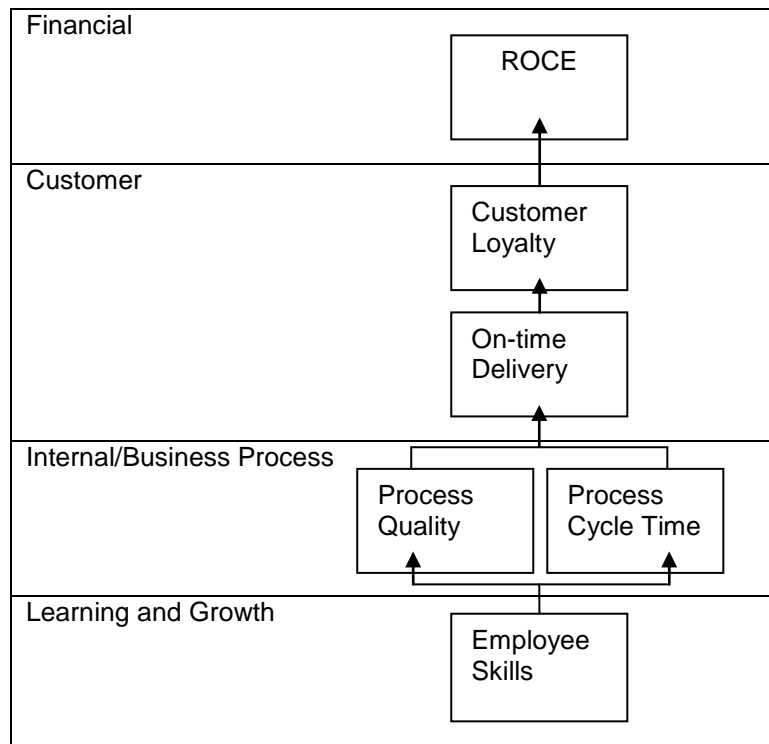 Financial
ROCE
Customer
Customer
Loyalty
On-time
Delivery
Internal/Business Process
Process
Quality
Process
Cycle Time
Learning and Growth
Employee
Skills